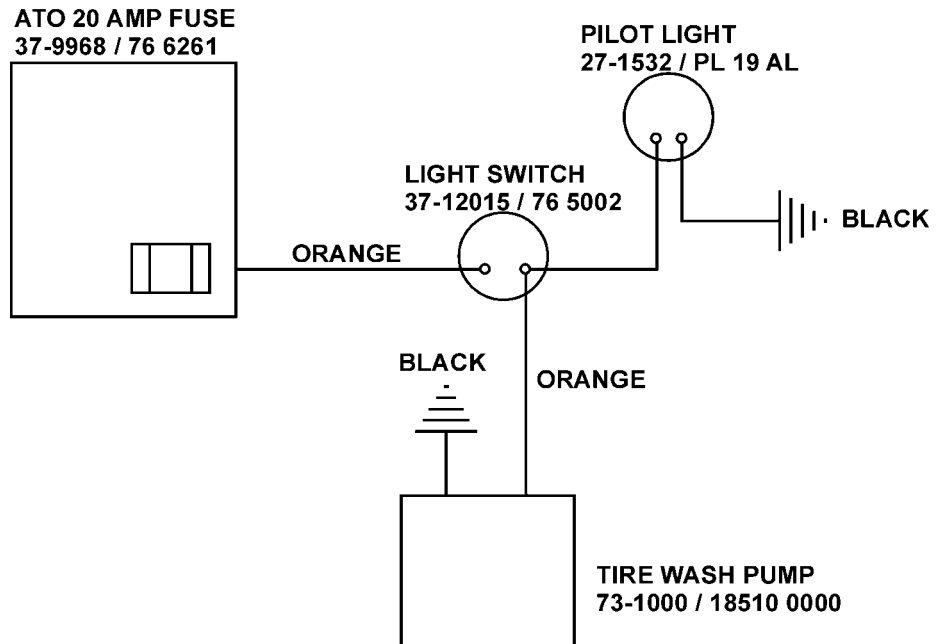 ATO 20 AMP FUSE
37-9968 / 76 6261
PILOT LIGHT
27-1532 / PL 19 AL
LIGHT SWITCH
37-12015 / 76 5002
ORANGE
BLACK
BLACK
ORANGE
TIRE WASH PUMP
73-1000 / 18510 0000